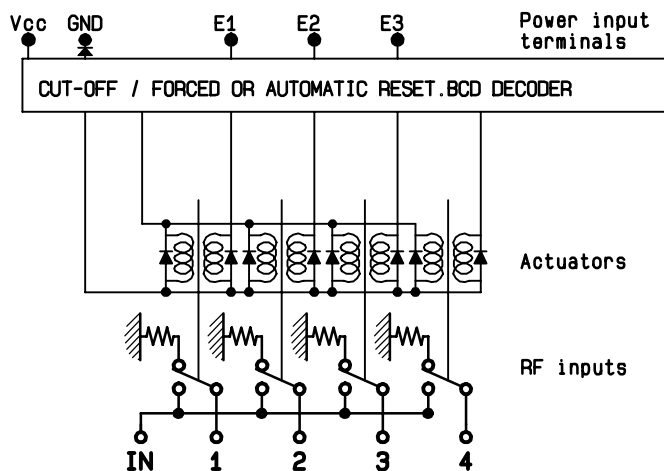 Vcc GND E1 E2 E3 Power input
terminals
CUT-OFF / FORCED OR AUTOMATIC RESET.BCD DECODER
Actuators
RF inputs
IN 1 2 3 4